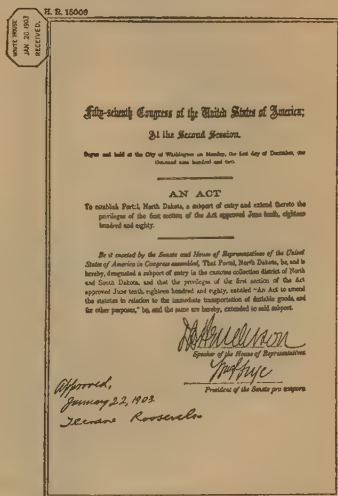 H. R. 15009
WHITE HOUSE
JAN 20 1903
RECEIVED.
Fifty-seventh Congress of the United States of America;
At the Second Session,
Begun and held at the City of Washington on Monday, the first day of December, one
thousand nine hundred and two.
AN ACT
To establish Portal, North Dakota, a subport of entry and extend thereto the
privileges of the first section of the Act approved June tenth, eighteen
hundred and eighty.
Be it enacted by the Senate and House of Representatives of the United
States of America in Congress assembled, That Portal, North Dakota, be, and is
hereby, designated a subport of entry in the customs collection district of North
and South Dakota, and that the privileges of the first section of the Act
approved June tenth, eighteen hundred and eighty, entitled "An Act to amend
the statutes in relation to the immediate transportation of dutiable goods, and
for other purposes," be, and the same are hereby, extended to said subport.
D B Henderson
Speaker of the House of Representatives.
Wm P Frye
President of the Senate pro tempore.
Approved,
January 22, 1903.
Theodore Roosevelt